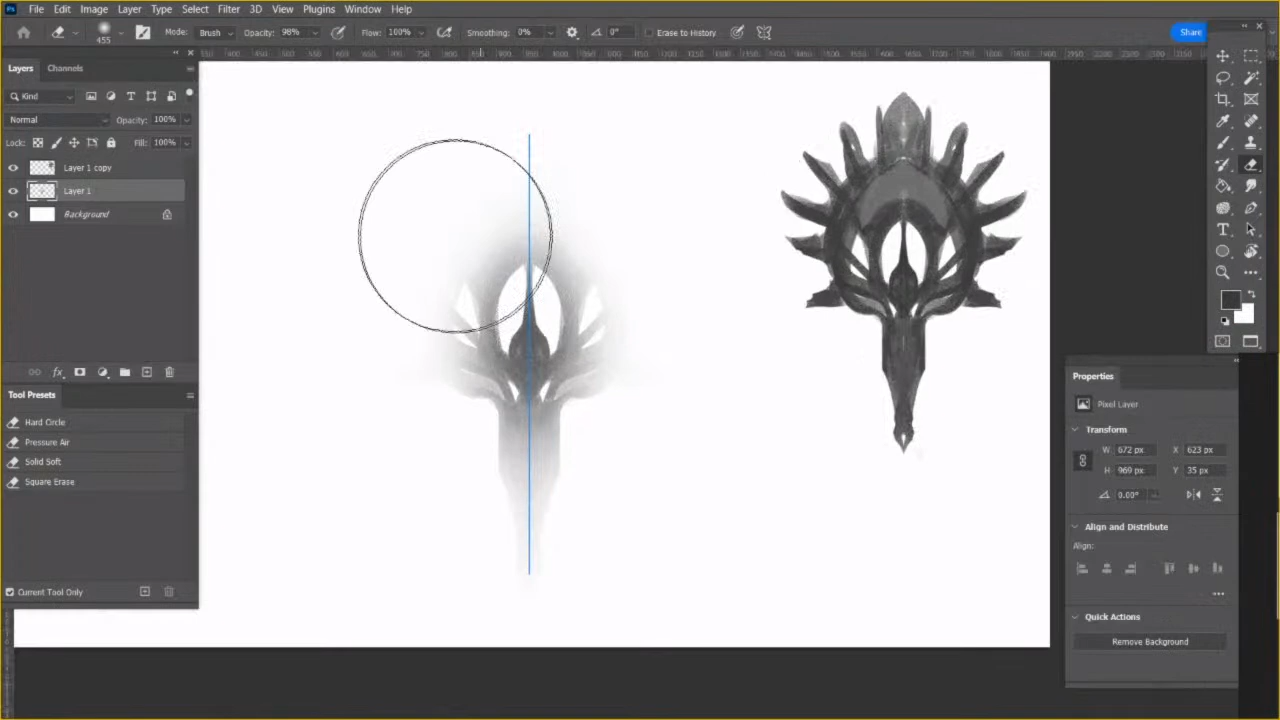 Ps File Edit Image Layer Type Select Filter 3D View Plugins Window Help
455 Mode: Brush Opacity: 98% Flow: 100% Smoothing: 0% 0° Erase to History Share
Layers Channels
Kind
Normal Opacity: 100%
Lock: Fill: 100%
Layer 1 copy
Layer 1
Background
fx
Tool Presets
Hard Circle
Pressure Air
Solid Soft
Square Erase
Current Tool Only
Properties
Pixel Layer
Transform
W 672 px X 623 px
H 969 px Y 35 px
0.00°
Align and Distribute
Align:
Quick Actions
Remove Background